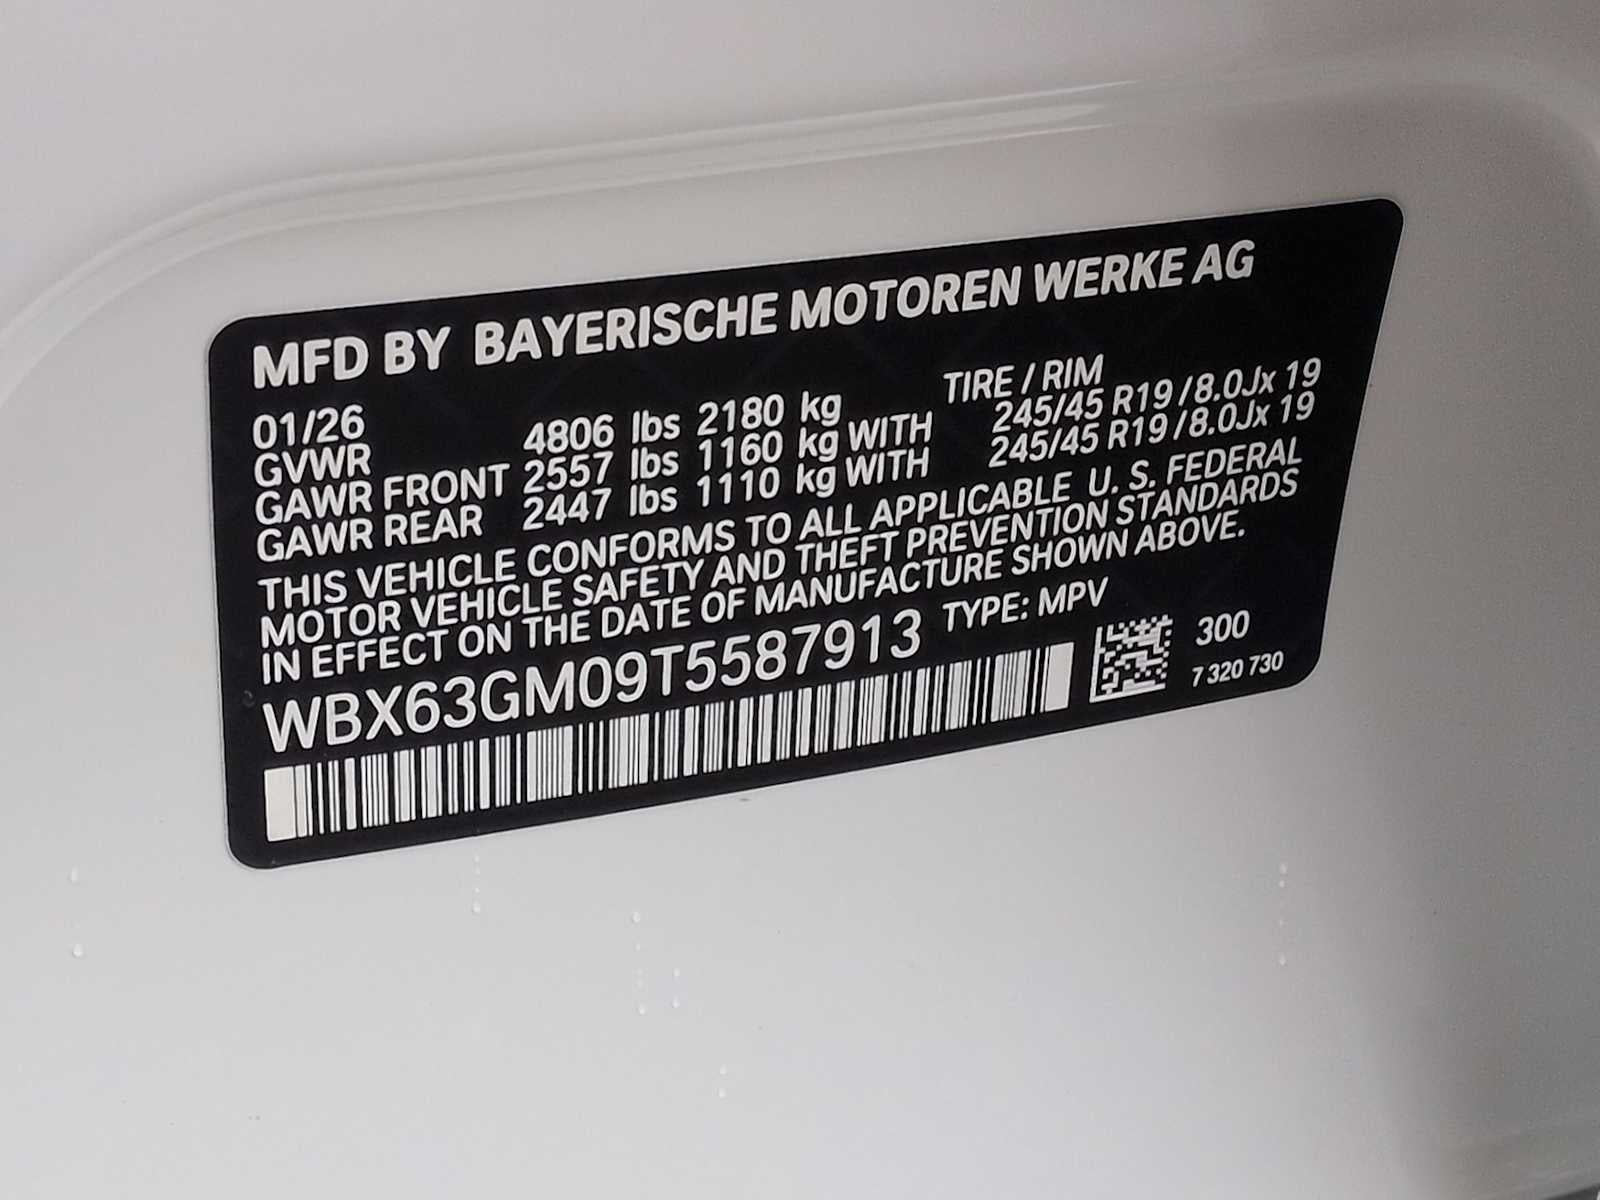 MFD BY BAYERISCHE MOTOREN WERKE AG
01/26 TIRE / RIM
GVWR 4806 lbs 2180 kg
GAWR FRONT 2557 lbs 1160 kg WITH 245/45 R19 /8.0Jx 19
GAWR REAR 2447 lbs 1110 kg WITH 245/45 R19 /8.0Jx 19
THIS VEHICLE CONFORMS TO ALL APPLICABLE U. S. FEDERAL
MOTOR VEHICLE SAFETY AND THEFT PREVENTION STANDARDS
IN EFFECT ON THE DATE OF MANUFACTURE SHOWN ABOVE.
WBX63GM09T5587913 TYPE: MPV
300
7 320 730